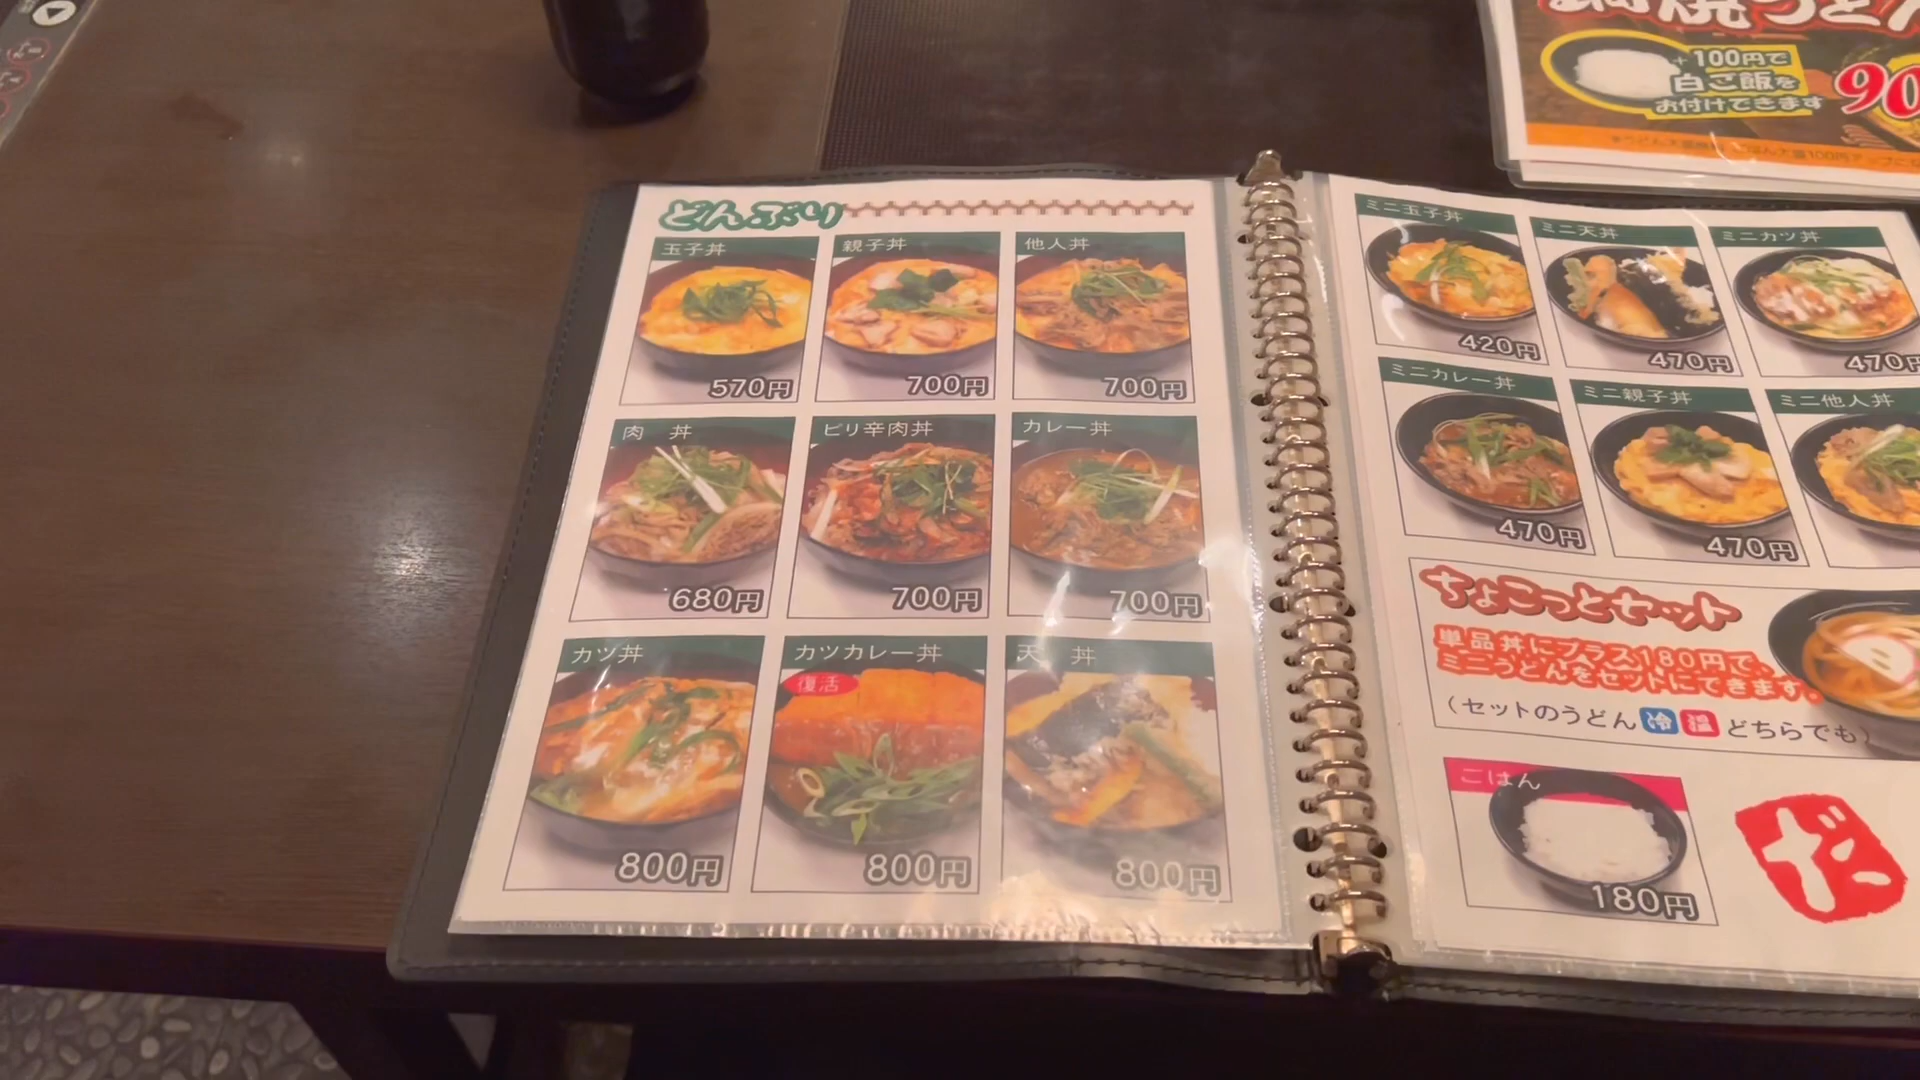 どんぶり
玉子丼
570円
親子丼
700円
他人丼
700円
肉 丼
680円
ピリ辛肉丼
700円
カレー丼
700円
カツ丼
800円
カツカレー丼
復活
800円
天 丼
800円
ミニ玉子丼
420円
ミニ天丼
470円
ミニカツ丼
470円
ミニカレー丼
470円
ミニ親子丼
470円
ミニ他人丼
ちょこっとセット
単品丼にプラス180円で、
ミニうどんをセットにできます。
(セットのうどん 冷 温 どちらでも)
ごはん
180円
+100円で
白ご飯を
お付けできます
90